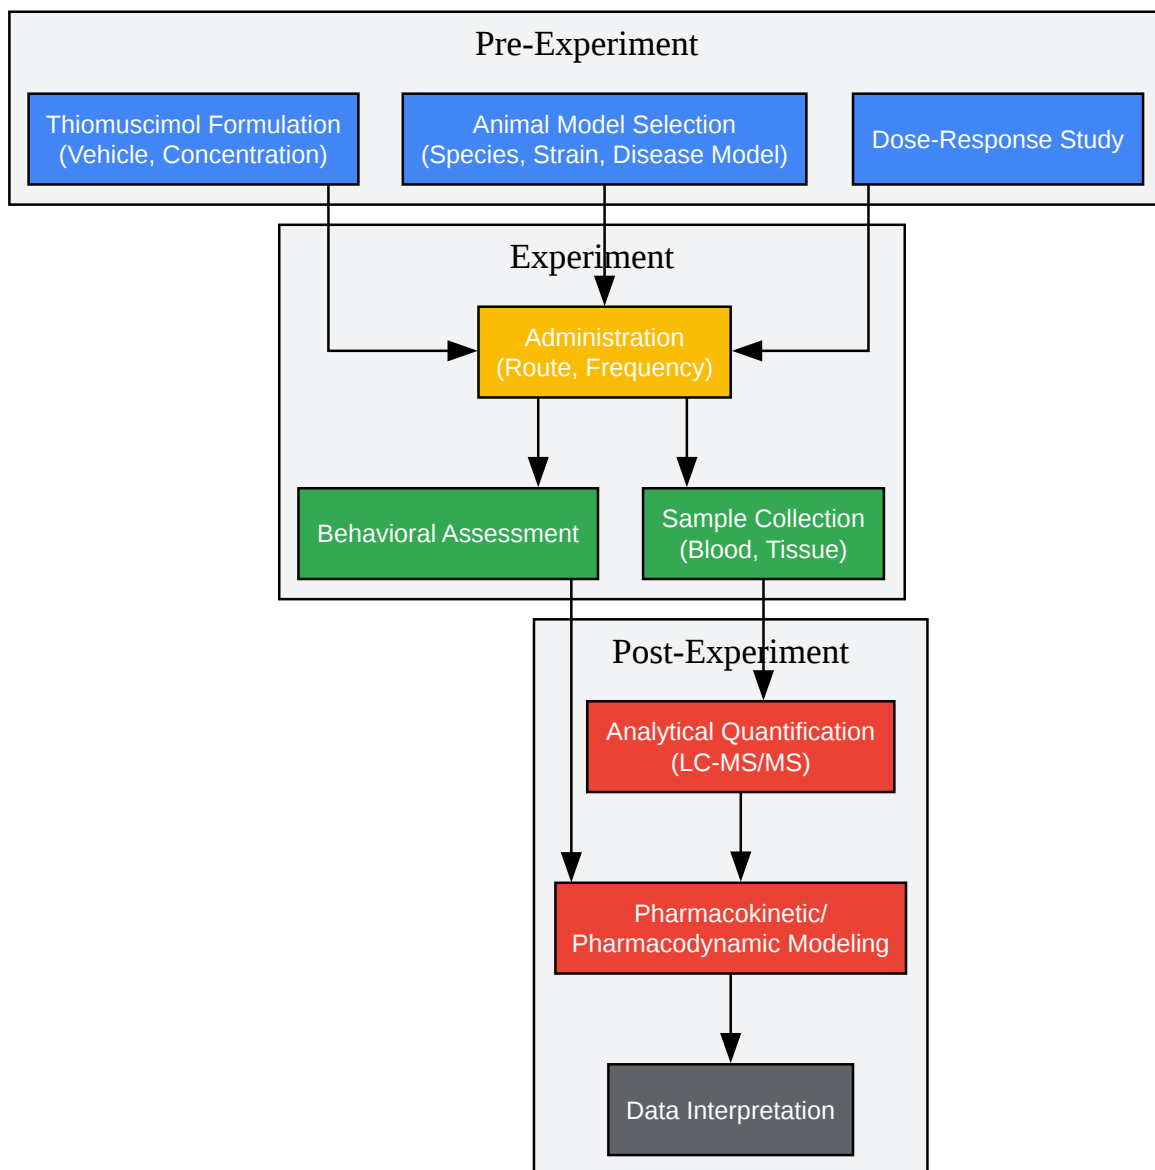 Pre-Experiment
Thiomuscimol Formulation
(Vehicle, Concentration)
Animal Model Selection
(Species, Strain, Disease Model)
Dose-Response Study
Experiment
Administration
(Route, Frequency)
Behavioral Assessment
Sample Collection
(Blood, Tissue)
Post-Experiment
Analytical Quantification
(LC-MS/MS)
Pharmacokinetic/
Pharmacodynamic Modeling
Data Interpretation